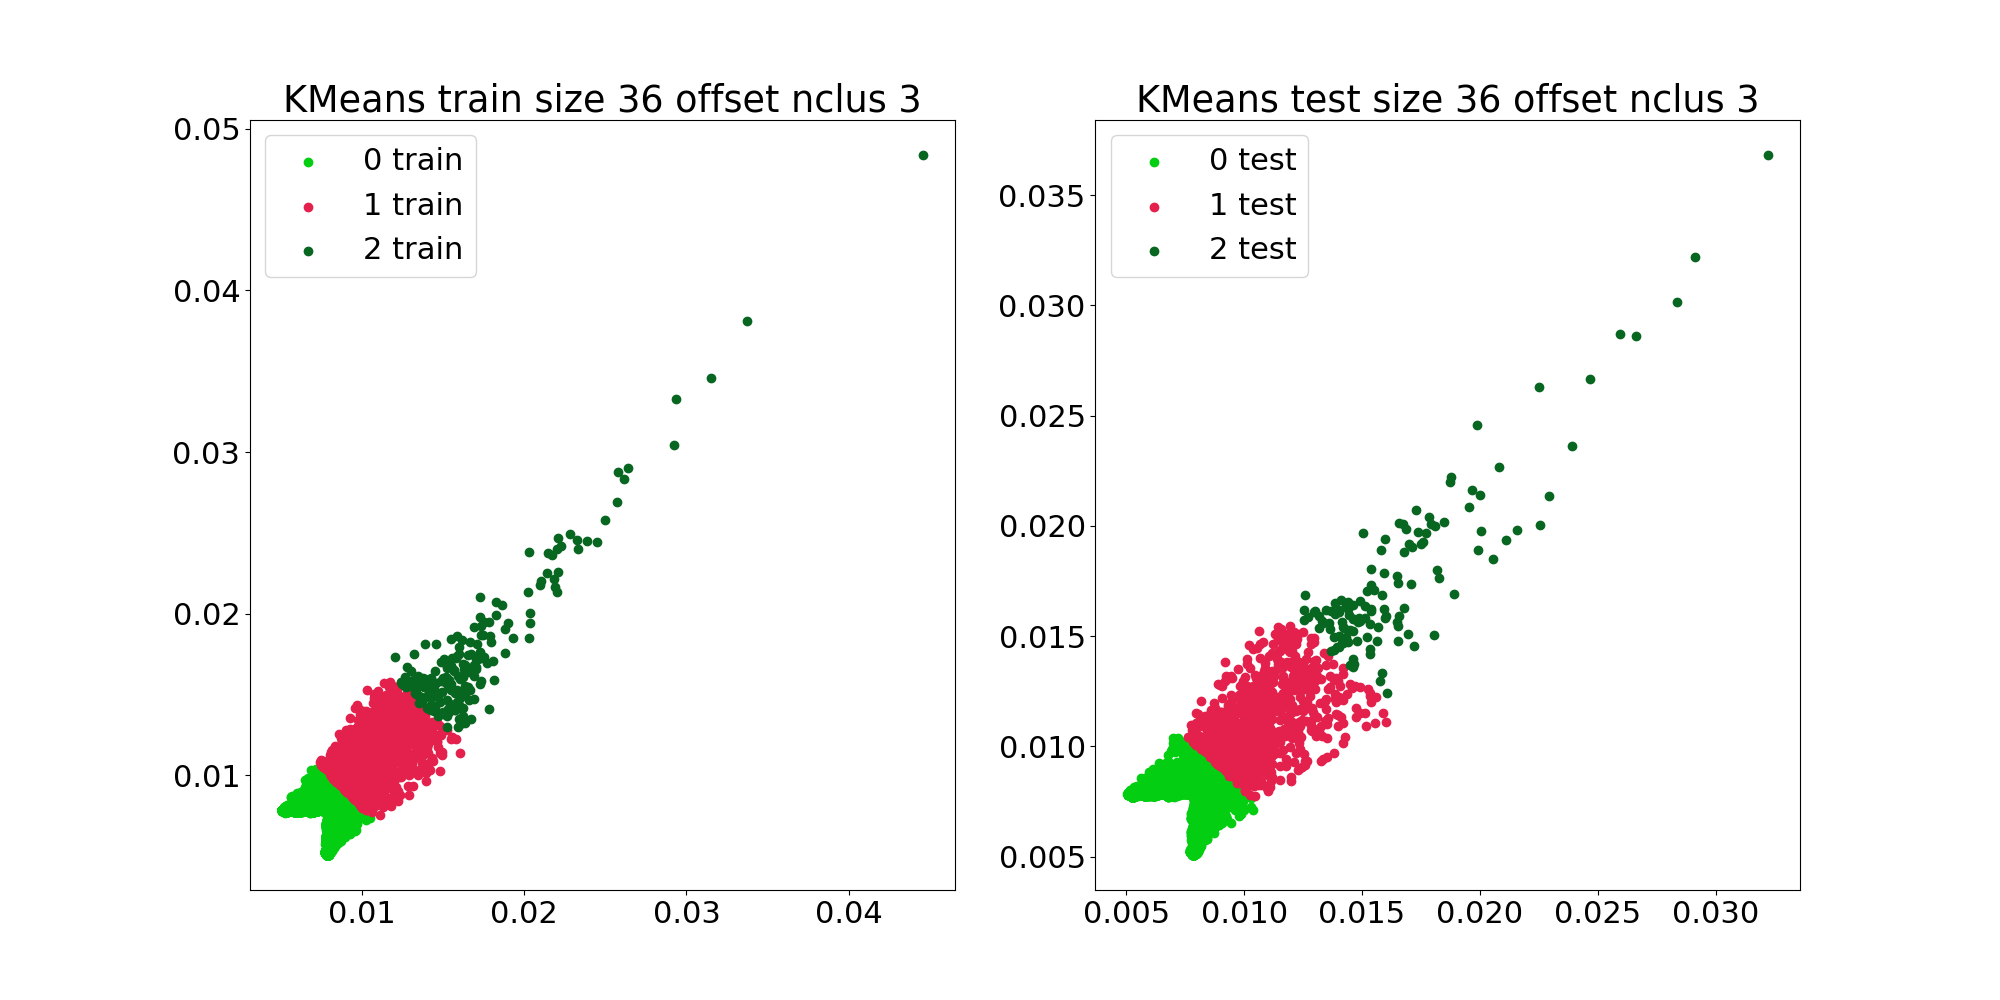 KMeans train size 36 offset nclus 3
0 train
1 train
2 train
0.05
0.04
0.03
0.02
0.01
0.01 0.02 0.03 0.04
KMeans test size 36 offset nclus 3
0 test
1 test
2 test
0.035
0.030
0.025
0.020
0.015
0.010
0.005
0.005 0.010 0.015 0.020 0.025 0.030